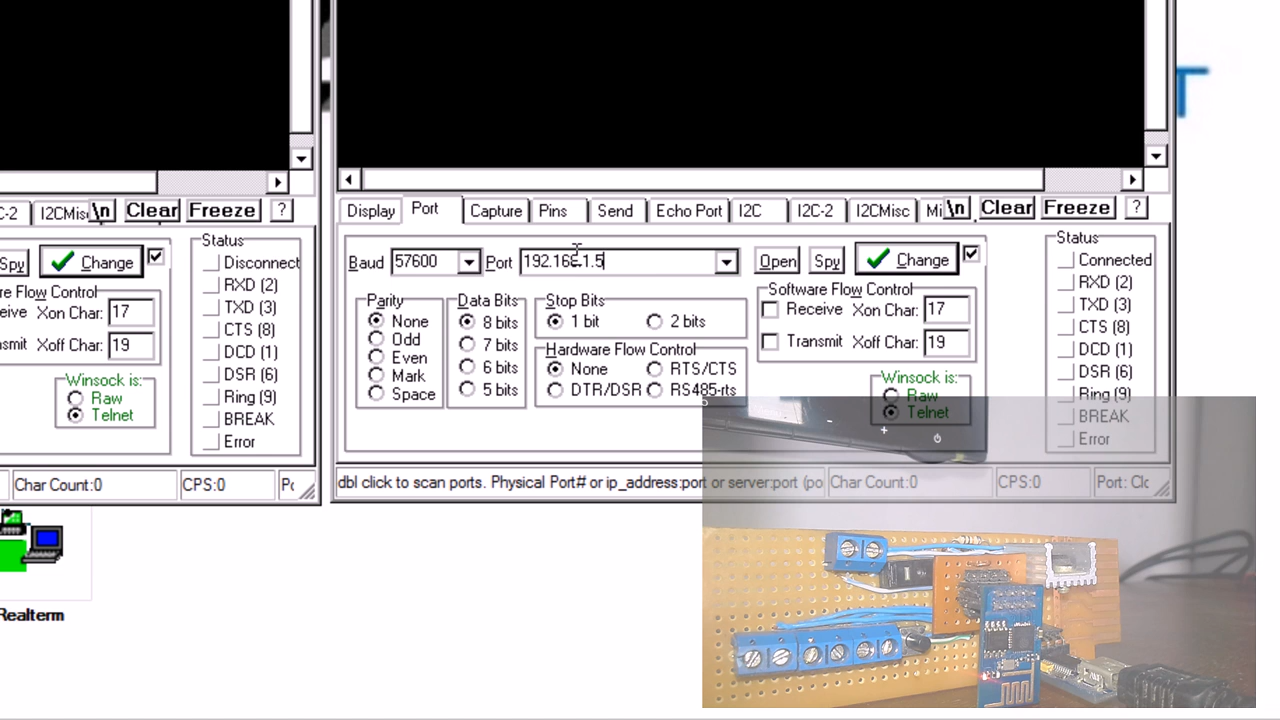 C-2
I2CMis
\n
Clear
Freeze
?
Spy
Change
re Flow Control
eive Xon Char: 17
nsmit Xoff Char: 19
Winsock is:
Raw
Telnet
Status
Disconnect
RXD (2)
TXD (3)
CTS (8)
DCD (1)
DSR (6)
Ring (9)
BREAK
Error
Char Count:0
CPS:0
Realterm
Display
Port
Capture
Pins
Send
Echo Port
I2C
I2C-2
I2CMisc
Mi
\n
Clear
Freeze
?
Baud 57600
Port 192.168.1.5
Open
Spy
Change
Parity
None
Odd
Even
Mark
Space
Data Bits
8 bits
7 bits
6 bits
5 bits
Stop Bits
1 bit 2 bits
Hardware Flow Control
None RTS/CTS
DTR/DSR RS485-rts
Software Flow Control
Receive Xon Char: 17
Transmit Xoff Char: 19
Winsock is:
Raw
Telnet
Status
Connected
RXD (2)
TXD (3)
CTS (8)
DCD (1)
DSR (6)
Ring (9)
BREAK
Error
dbl click to scan ports. Physical Port# or ip_address:port or server:port (po
Char Count:0
CPS:0
Port: Clc
T